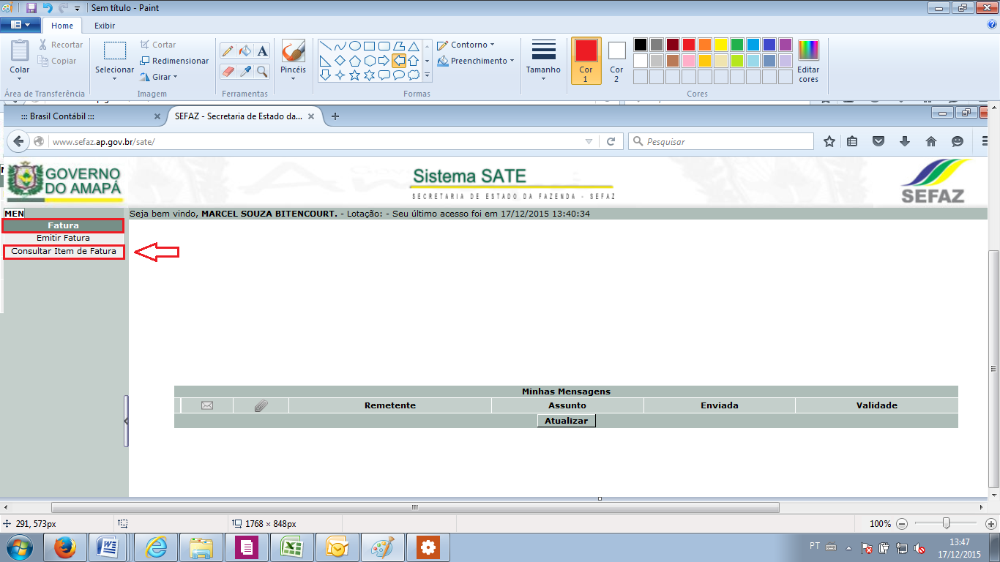 Sem título - Paint
Home Exibir
Colar
Recortar
Copiar
Área de Transferência
Selecionar
Cortar
Redimensionar
Girar
Imagem
A
Ferramentas
Pincéis
Contorno
Preenchimento
Formas
Tamanho
Cor 1
Cor 2
Editar cores
Cores
::: Brasil Contábil ::: SEFAZ - Secretaria de Estado da...
www.sefaz.ap.gov.br/sate/ Pesquisar
GOVERNO DO AMAPÁ
Sistema SATE
SECRETARIA DE ESTADO DA FAZENDA - SEFAZ
SEFAZ
MEN
Seja bem vindo, MARCEL SOUZA BITENCOURT. - Lotação: - Seu último acesso foi em 17/12/2015 13:40:34
Fatura
Emitir Fatura
Consultar Item de Fatura
Minhas Mensagens
Remetente Assunto Enviada Validade
Atualizar
291, 573px 1768 × 848px 100%
PT 13:47
17/12/2015